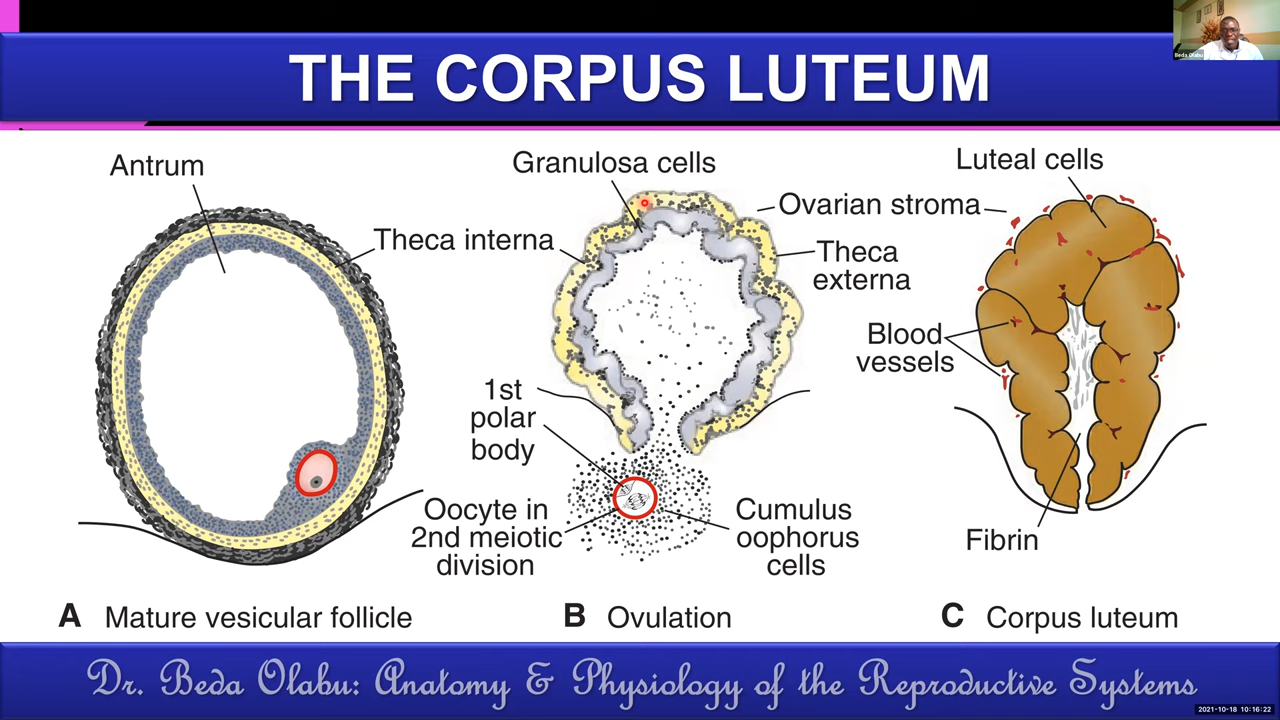 Beda Olabu
THE CORPUS LUTEUM
Antrum
Granulosa cells
Luteal cells
Theca interna
Ovarian stroma
Theca
externa
Blood
vessels
1st
polar
body
Oocyte in
2nd meiotic
division
Cumulus
oophorus
cells
Fibrin
A Mature vesicular follicle
B Ovulation
C Corpus luteum
Dr. Beda Olabu: Anatomy & Physiology of the Reproductive Systems
2021-10-18 10:16:22